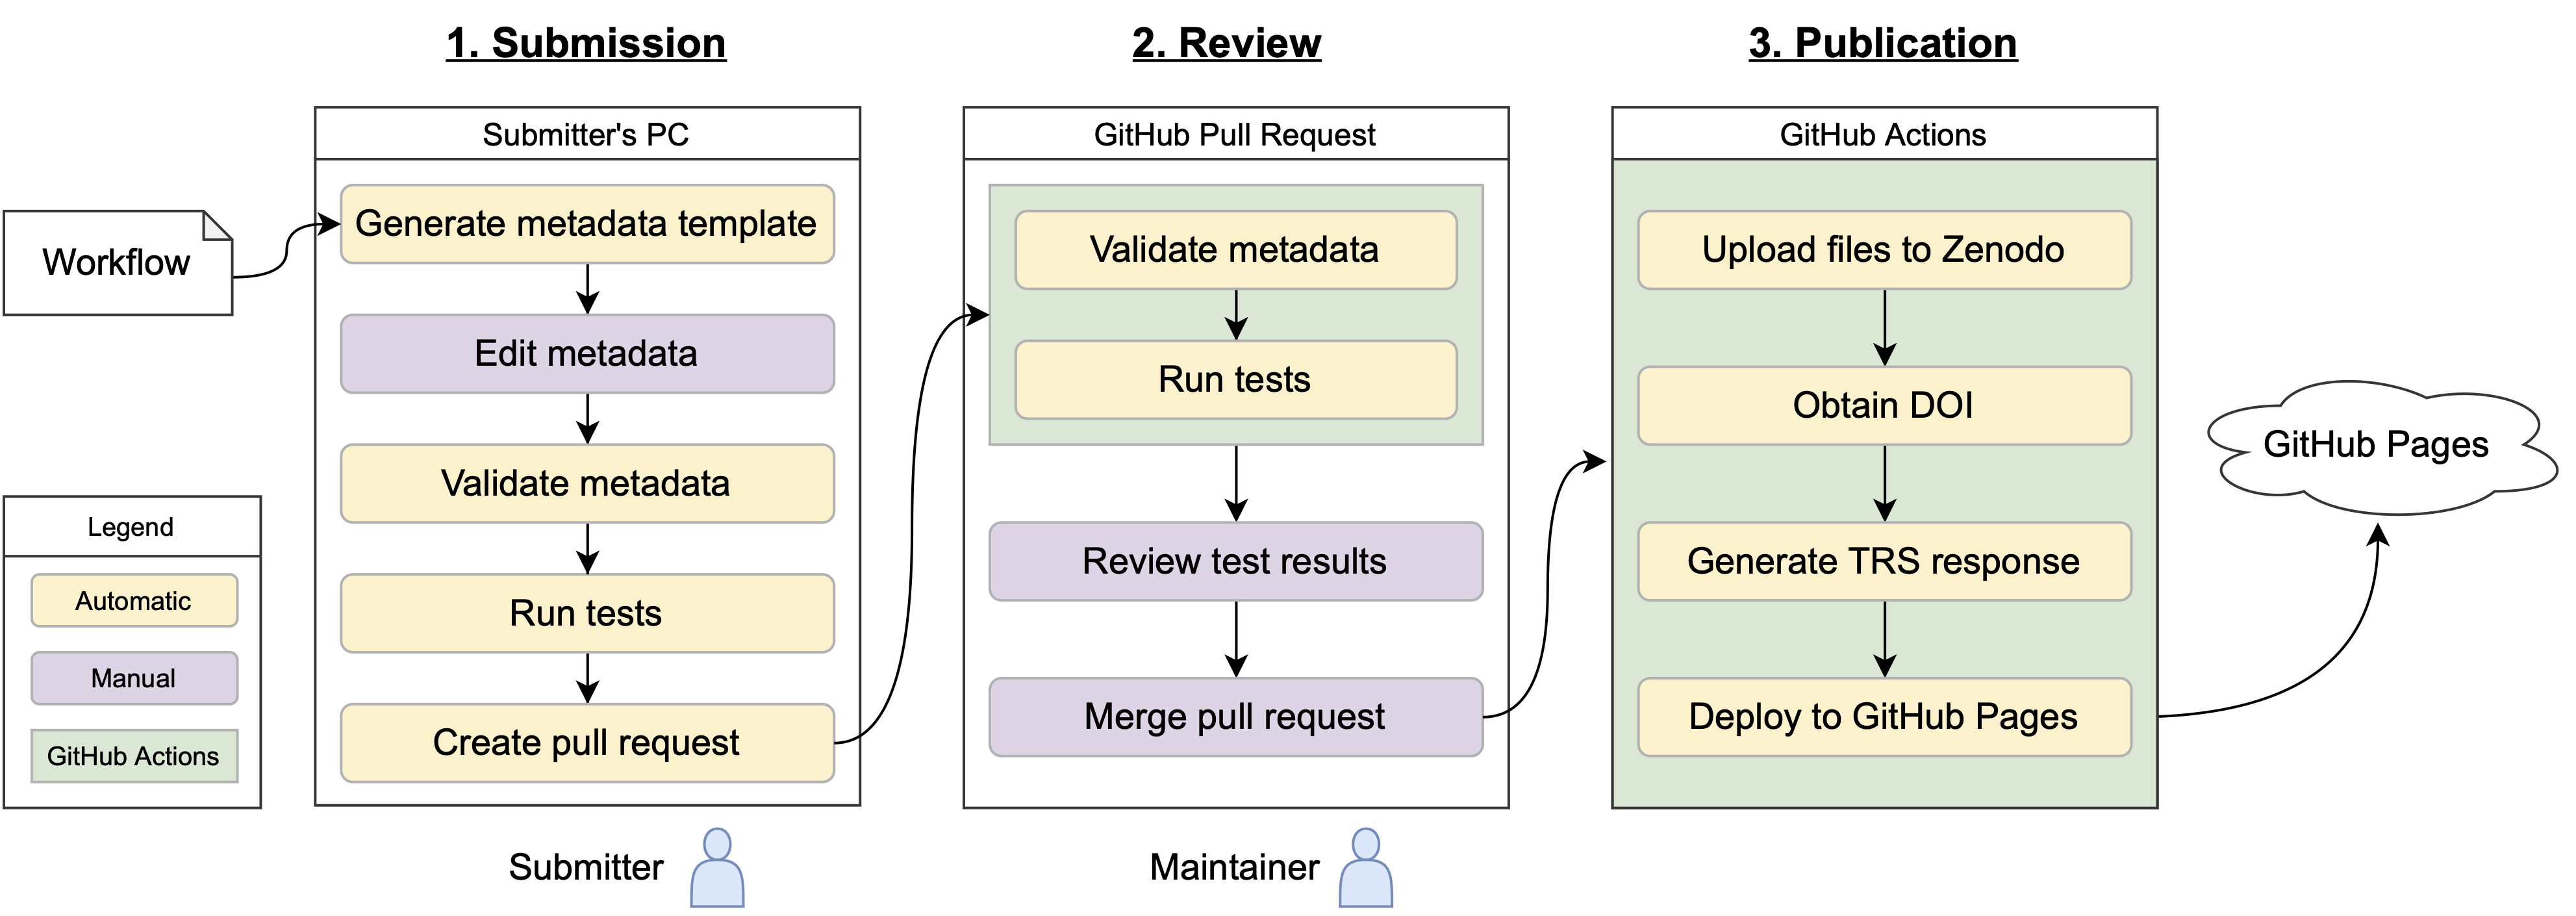 1. Submission
2. Review
3. Publication
Submitter's PC
GitHub Pull Request
GitHub Actions
Workflow
Generate metadata template
Edit metadata
Validate metadata
Run tests
Create pull request
Validate metadata
Run tests
Review test results
Merge pull request
Upload files to Zenodo
Obtain DOI
Generate TRS response
Deploy to GitHub Pages
GitHub Pages
Legend
Automatic
Manual
GitHub Actions
Submitter
Maintainer